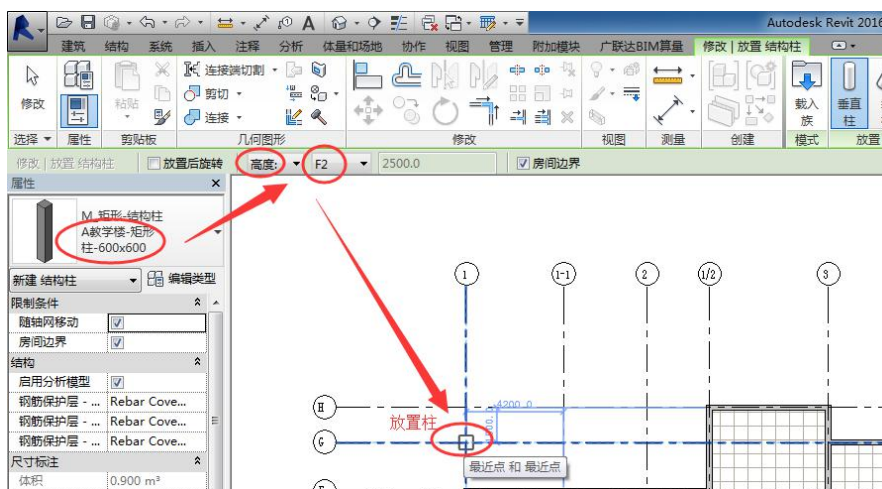 Autodesk Revit 2016
建筑 结构 系统 插入 注释 分析 体量和场地 协作 视图 管理 附加模块 广联达BIM算量 修改 | 放置 结构柱
修改 粘贴 连接端切割 剪切 连接 载入族 垂直柱
选择 属性 剪贴板 几何图形 修改 视图 测量 创建 模式 放置
修改 | 放置 结构柱 放置后旋转 高度: F2 2500.0 房间边界
属性
M_矩形-结构柱
A教学楼-矩形
柱-600x600
新建 结构柱 编辑类型
限制条件
随轴网移动
房间边界
结构
启用分析模型
钢筋保护层 - ... Rebar Cove...
钢筋保护层 - ... Rebar Cove...
钢筋保护层 - ... Rebar Cove...
尺寸标注
体积 0.900 m³
1 1-1 2 1/2 3
H
4200.0
放置柱
G
最近点 和 最近点